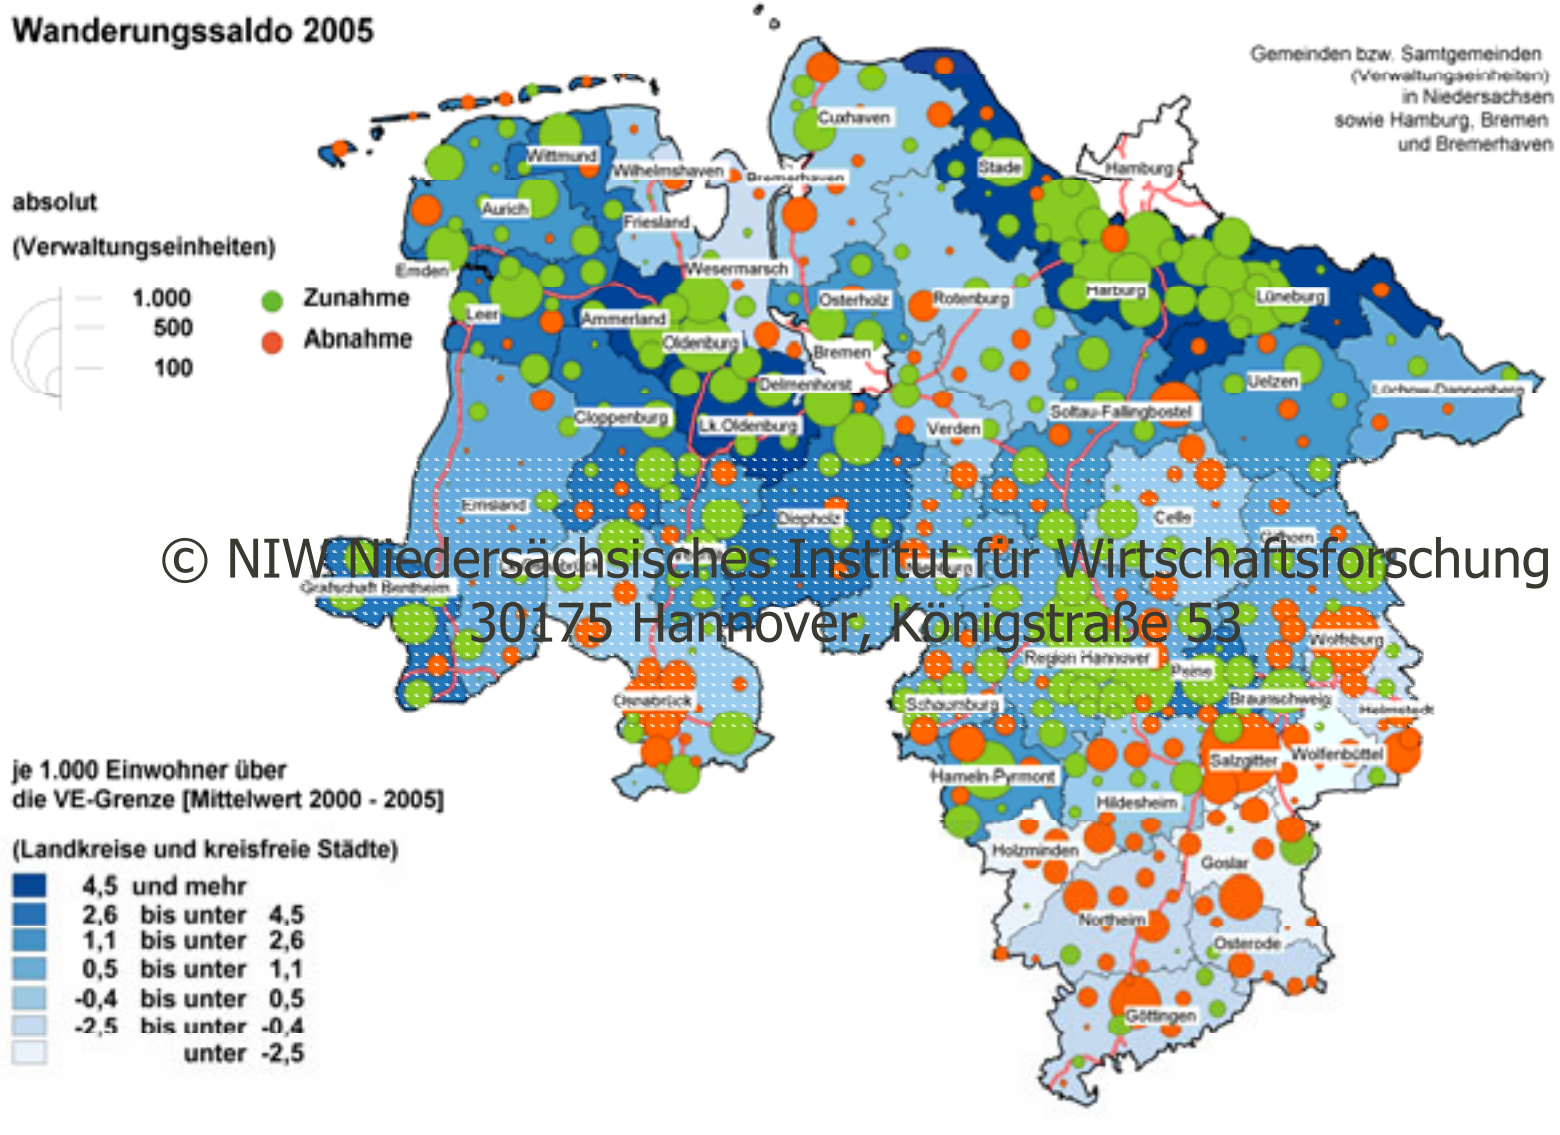 Wanderungssaldo 2005
Gemeinden bzw. Samtgemeinden
(Verwaltungseinheiten)
in Niedersachsen
sowie Hamburg, Bremen
und Bremerhaven
absolut
(Verwaltungseinheiten)
1.000
500
100
Zunahme
Abnahme
Cuxhaven
Stade
Hamburg
Wittmund
Wilhelmshaven
Bremerhaven
Aurich
Friesland
Emden
Wesermarsch
Leer
Ammerland
Osterholz
Rotenburg
Harburg
Lüneburg
Oldenburg
Bremen
Delmenhorst
Uelzen
Lüchow-Dannenberg
Cloppenburg
Lk.Oldenburg
Verden
Soltau-Fallingbostel
Emsland
Diepholz
Celle
Gifhorn
© NIW Niedersächsisches Institut für Wirtschaftsforschung
30175 Hannover, Königstraße 53
Grafschaft Bentheim
Region Hannover
Wolfsburg
Peine
Osnabrück
Schaumburg
Braunschweig
Helmstedt
Salzgitter
Wolfenbüttel
Hameln-Pyrmont
Hildesheim
Holzminden
Goslar
Northeim
Osterode
Göttingen
je 1.000 Einwohner über
die VE-Grenze [Mittelwert 2000 - 2005]
(Landkreise und kreisfreie Städte)
4,5 und mehr
2,6 bis unter 4,5
1,1 bis unter 2,6
0,5 bis unter 1,1
-0,4 bis unter 0,5
-2,5 bis unter -0,4
unter -2,5